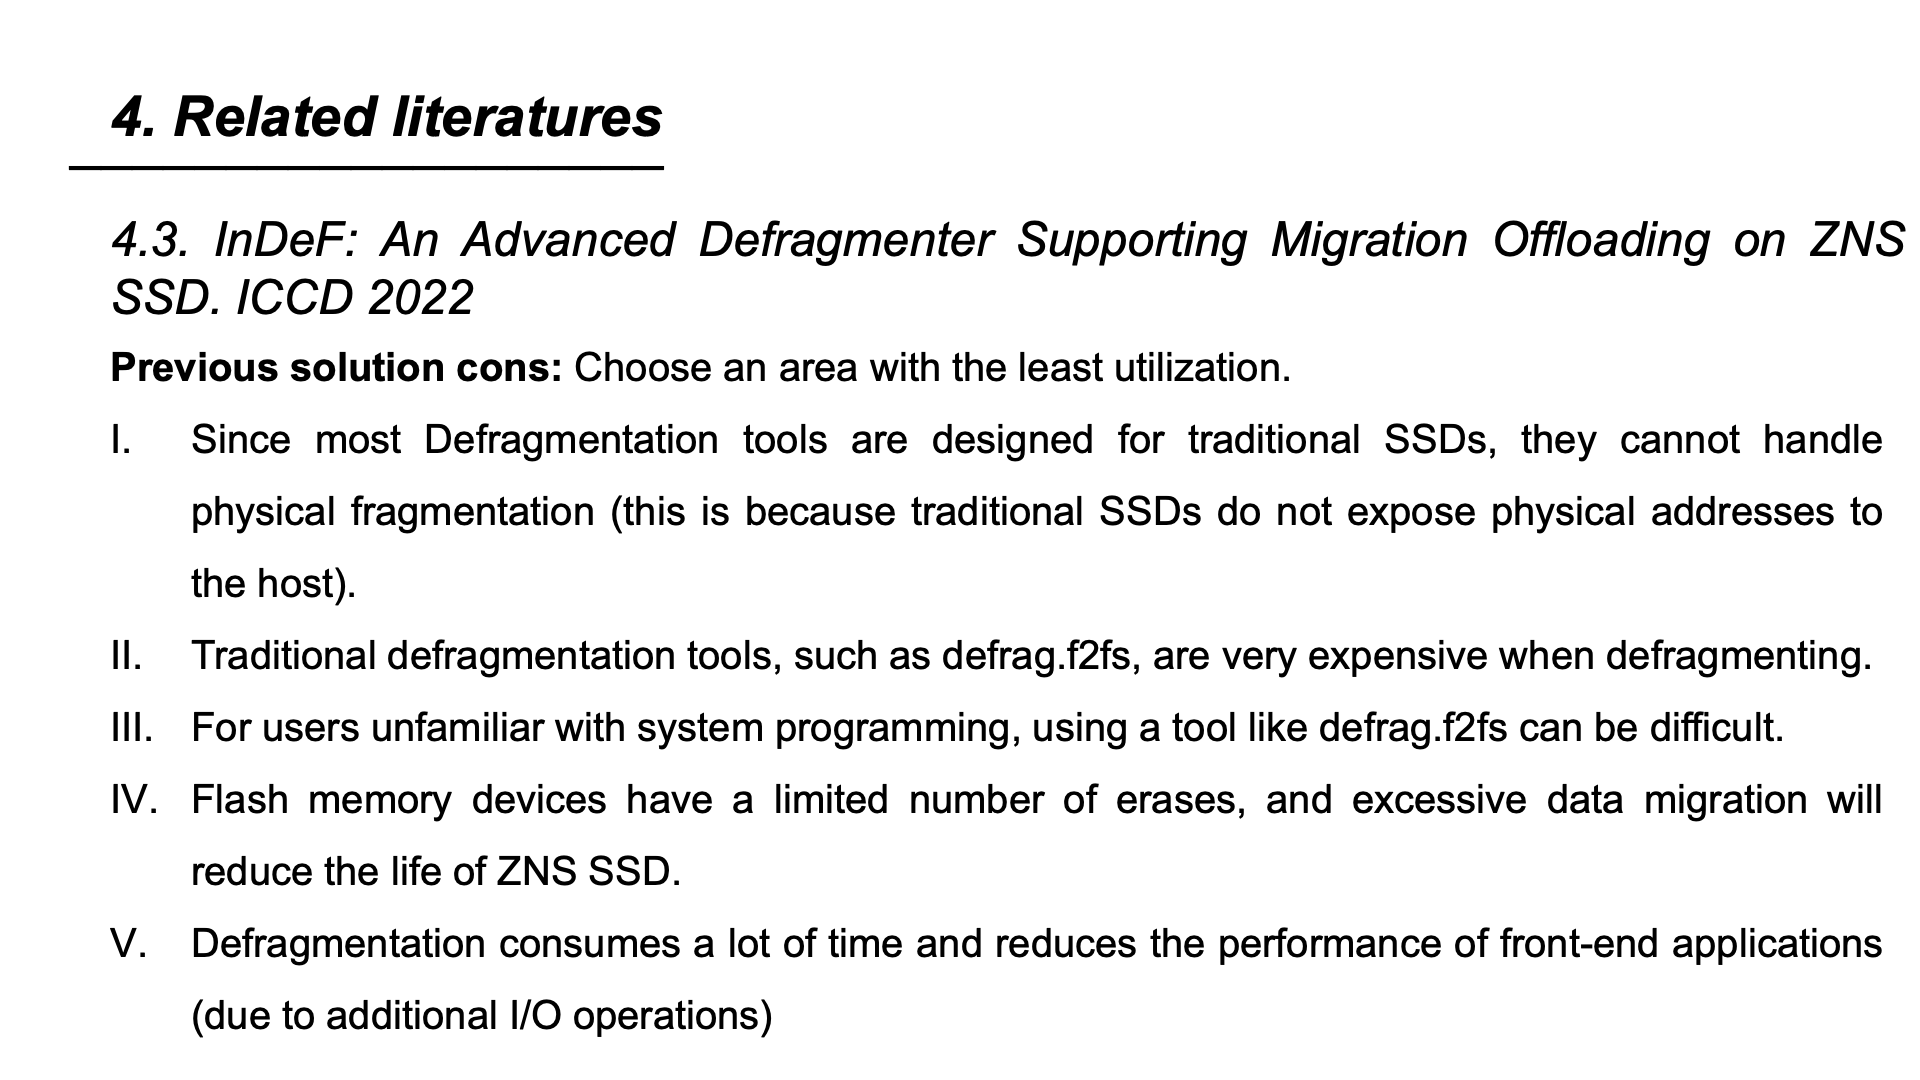 4. Related literatures
4.3. InDeF: An Advanced Defragmenter Supporting Migration Offloading on ZNS
SSD. ICCD 2022
Previous solution cons: Choose an area with the least utilization.
I. Since most Defragmentation tools are designed for traditional SSDs, they cannot handle
physical fragmentation (this is because traditional SSDs do not expose physical addresses to
the host).
II. Traditional defragmentation tools, such as defrag.f2fs, are very expensive when defragmenting.
III. For users unfamiliar with system programming, using a tool like defrag.f2fs can be difficult.
IV. Flash memory devices have a limited number of erases, and excessive data migration will
reduce the life of ZNS SSD.
V. Defragmentation consumes a lot of time and reduces the performance of front-end applications
(due to additional I/O operations)